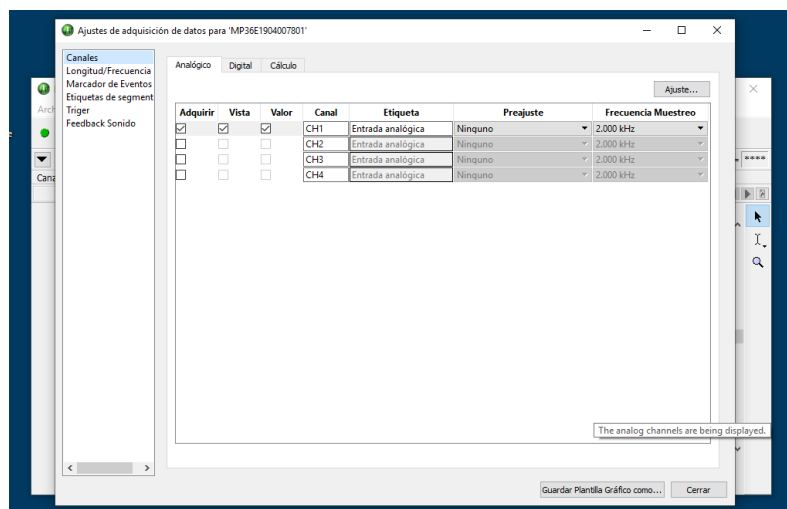 Ajustes de adquisición de datos para 'MP36E1904007801'
Canales
Longitud/Frecuencia
Marcador de Eventos
Etiquetas de segment
Triger
Feedback Sonido
Arch
Cana
Analógico Digital Cálculo
Ajuste...
Adquirir Vista Valor Canal Etiqueta Preajuste Frecuencia Muestreo
CH1 Entrada analógica Ninguno 2.000 kHz
CH2 Entrada analógica Ninguno 2.000 kHz
CH3 Entrada analógica Ninguno 2.000 kHz
CH4 Entrada analógica Ninguno 2.000 kHz
****
The analog channels are being displayed.
Guardar Plantilla Gráfico como... Cerrar